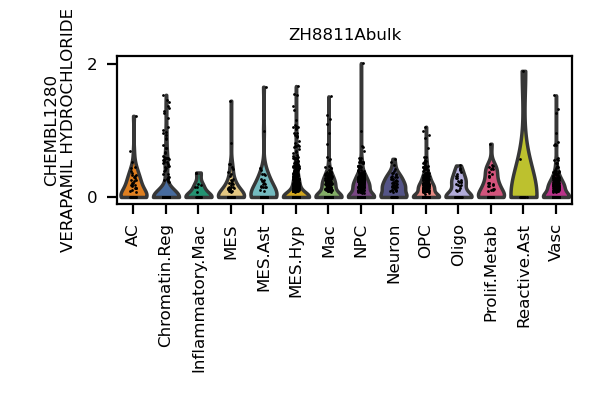 ZH8811Abulk
CHEMBL1280
VERAPAMIL HYDROCHLORIDE
2
0
AC
Chromatin.Reg
Inflammatory.Mac
MES
MES.Ast
MES.Hyp
Mac
NPC
Neuron
OPC
Oligo
Prolif.Metab
Reactive.Ast
Vasc